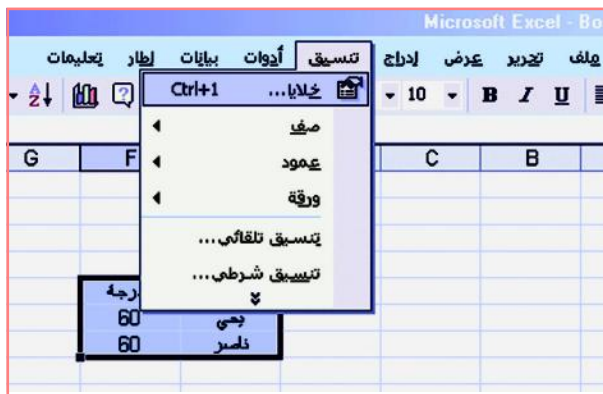 Microsoft Excel - Bo
ملف تحرير عرض إدراج تنسيق أدوات بيانات إطار تعليمات
10 B I U
خلايا... Ctrl+1
صف
عمود
ورقة
تنسيق تلقائي...
تنسيق شرطي...
B C F G
رجة
يحي 60
ناصر 60